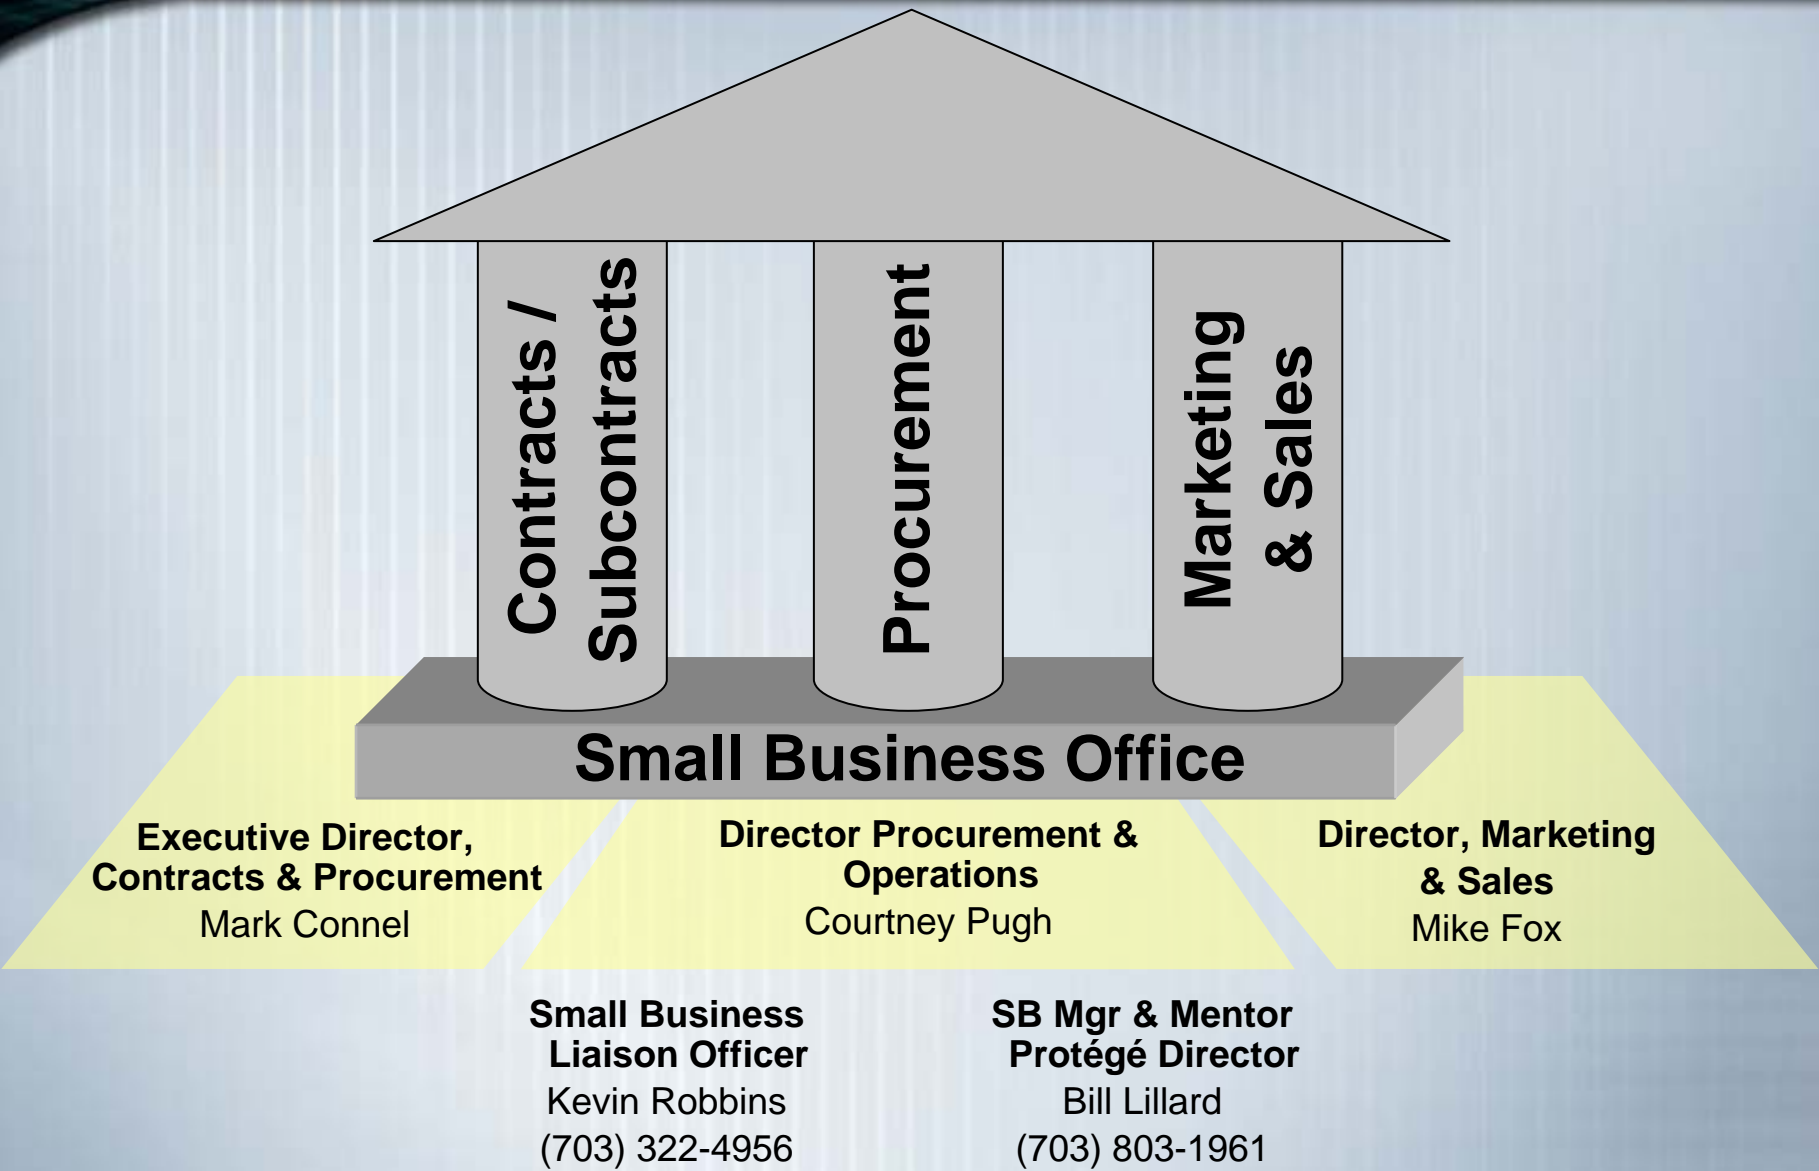 Contracts /
Subcontracts
Procurement
Marketing
& Sales
Small Business Office
Executive Director,
Contracts & Procurement
Mark Connel
Director Procurement &
Operations
Courtney Pugh
Director, Marketing
& Sales
Mike Fox
Small Business
Liaison Officer
Kevin Robbins
(703) 322-4956
SB Mgr & Mentor
Protégé Director
Bill Lillard
(703) 803-1961